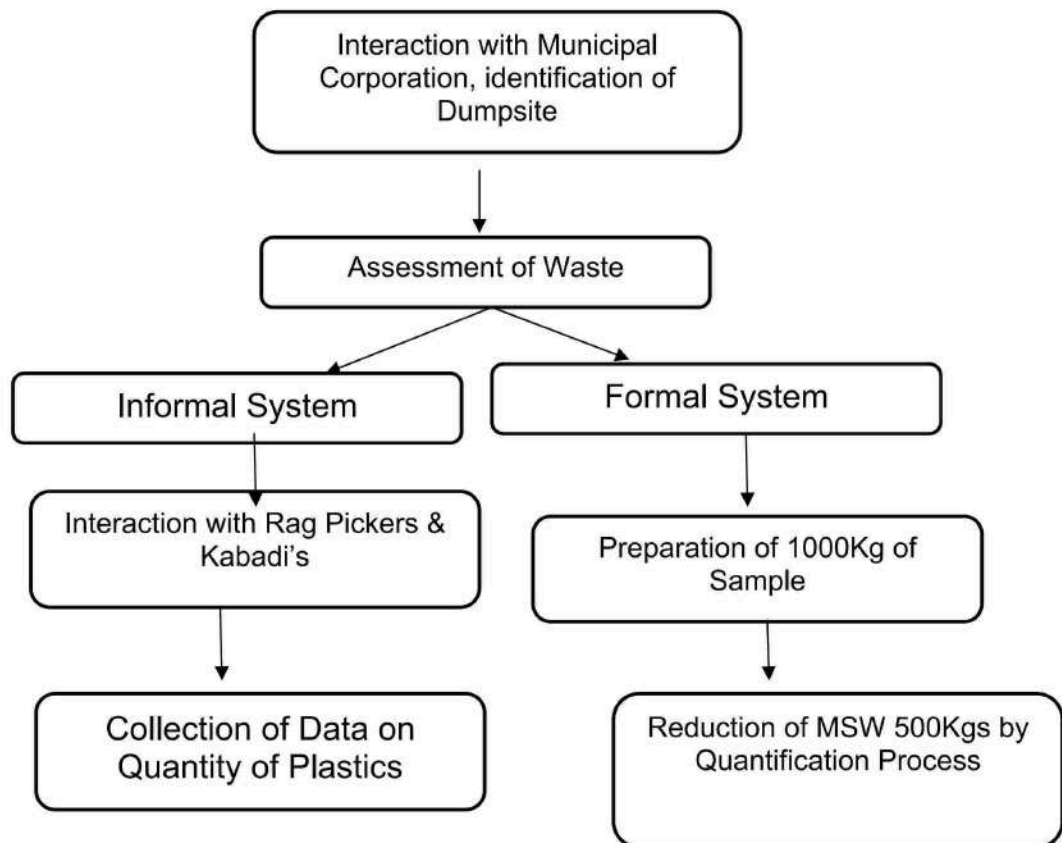 Interaction with Municipal
Corporation, identification of
Dumpsite
Assessment of Waste
Informal System
Formal System
Interaction with Rag Pickers &
Kabadi’s
Preparation of 1000Kg of
Sample
Collection of Data on
Quantity of Plastics
Reduction of MSW 500Kgs by
Quantification Process